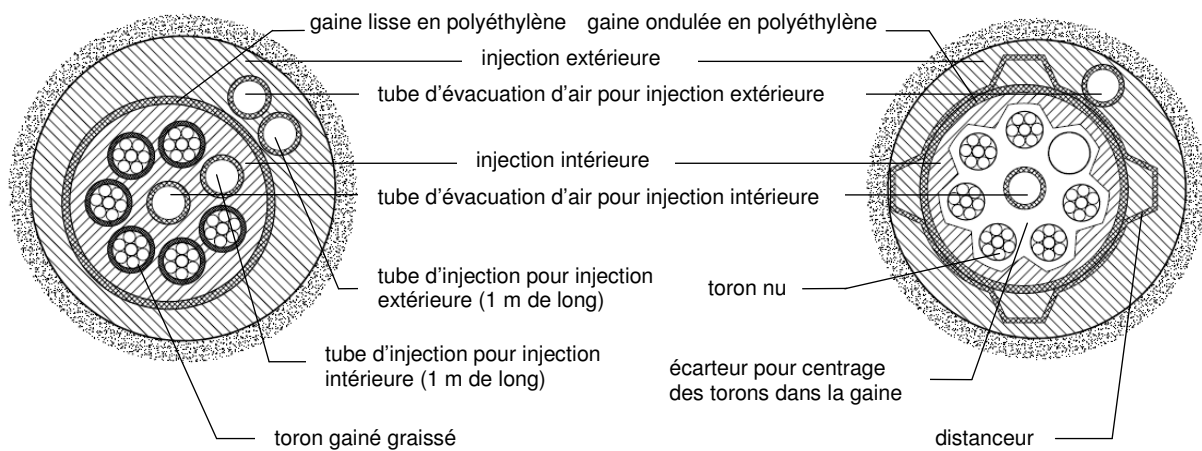 gaine lisse en polyéthylène gaine ondulée en polyéthylène
injection extérieure
tube d'évacuation d'air pour injection extérieure
injection intérieure
tube d'évacuation d'air pour injection intérieure
tube d'injection pour injection
extérieure (1 m de long)
toron nu
tube d'injection pour injection
intérieure (1 m de long)
écarteur pour centrage
des torons dans la gaine
toron gainé graissé
distanceur